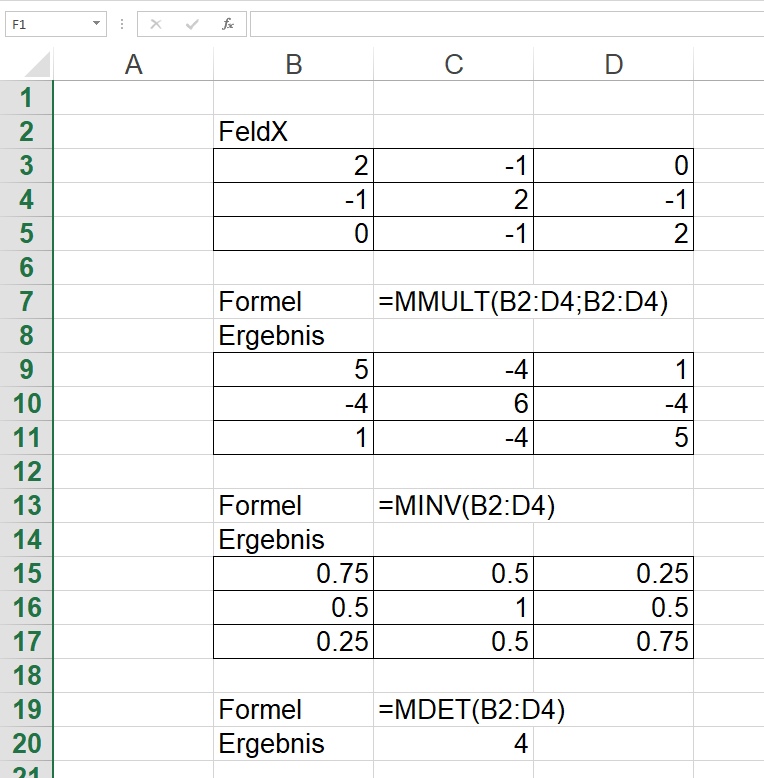 F1 fx
A B C D
1
2 FeldX
3 2 -1 0
4 -1 2 -1
5 0 -1 2
6
7 Formel =MMULT(B2:D4;B2:D4)
8 Ergebnis
9 5 -4 1
10 -4 6 -4
11 1 -4 5
12
13 Formel =MINV(B2:D4)
14 Ergebnis
15 0.75 0.5 0.25
16 0.5 1 0.5
17 0.25 0.5 0.75
18
19 Formel =MDET(B2:D4)
20 Ergebnis 4
21